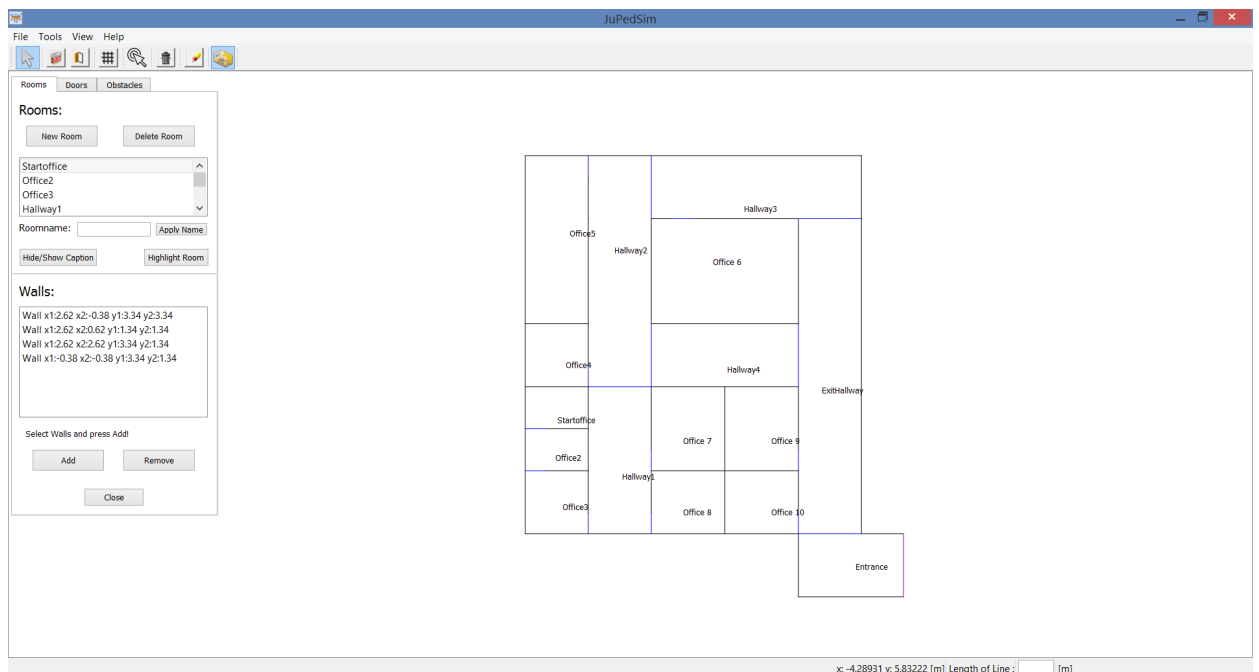 JuPedSim
File Tools View Help
Rooms Doors Obstacles
Rooms:
New Room Delete Room
Startoffice
Office2
Office3
Hallway1
Roomname: Apply Name
Hide/Show Caption Highlight Room
Walls:
Wall x1:2.62 x2:-0.38 y1:3.34 y2:3.34
Wall x1:2.62 x2:0.62 y1:1.34 y2:1.34
Wall x1:2.62 x2:2.62 y1:3.34 y2:1.34
Wall x1:-0.38 x2:-0.38 y1:3.34 y2:1.34
Select Walls and press Add!
Add Remove
Close
Hallway3
Office5
Hallway2
Office 6
Office4
Hallway4
ExitHallway
Startoffice
Office 7
Office 9
Office2
Hallway1
Office3
Office 8
Office 10
Entrance
x: -4.28931 y: 5.83222 [m] Length of Line : [m]